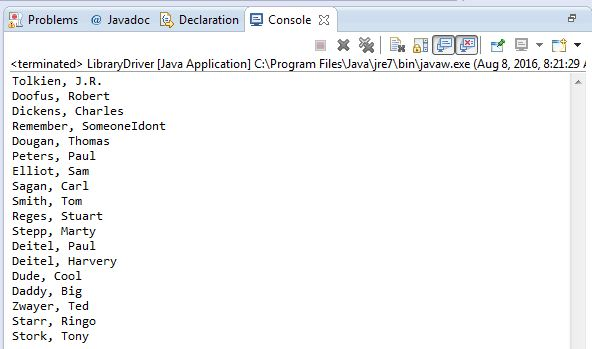 Problems @ Javadoc Declaration Console
<terminated> LibraryDriver [Java Application] C:\Program Files\Java\jre7\bin\javaw.exe (Aug 8, 2016, 8:21:29
Tolkien, J.R.
Doofus, Robert
Dickens, Charles
Remember, SomeoneIdont
Dougan, Thomas
Peters, Paul
Elliot, Sam
Sagan, Carl
Smith, Tom
Reges, Stuart
Stepp, Marty
Deitel, Paul
Deitel, Harvery
Dude, Cool
Daddy, Big
Zwayer, Ted
Starr, Ringo
Stork, Tony